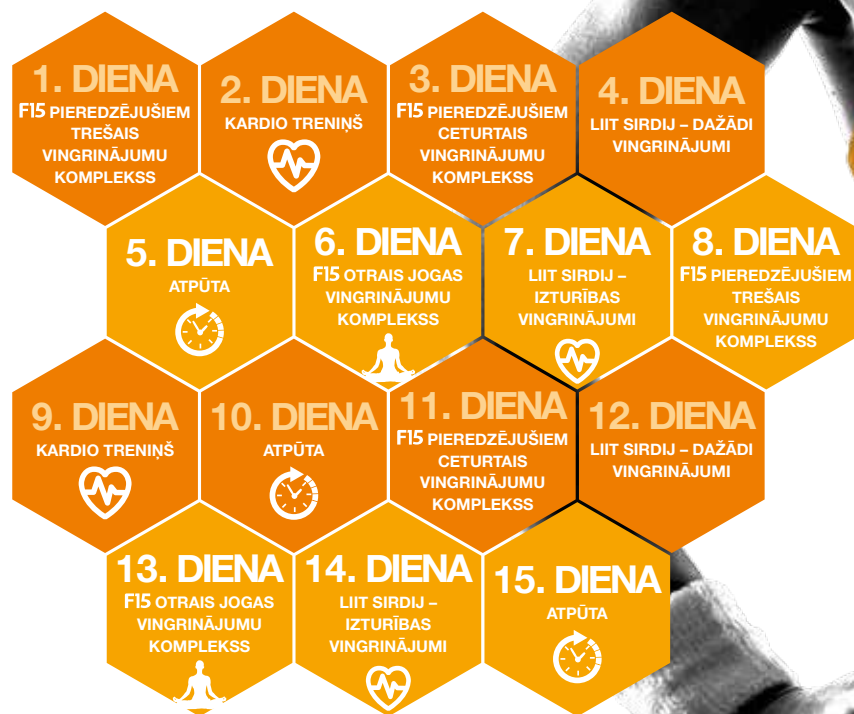 1. DIENA
F15 PIEREDZĒJUŠIEM
TREŠAIS
VINGRINĀJUMU
KOMPLEKSS
2. DIENA
KARDIO TRENIŅŠ
3. DIENA
F15 PIEREDZĒJUŠIEM
CETURTAIS
VINGRINĀJUMU
KOMPLEKSS
4. DIENA
LIIT SIRDIJ – DAŽĀDI
VINGRINĀJUMI
5. DIENA
ATPŪTA
6. DIENA
F15 OTRAIS JOGAS
VINGRINĀJUMU
KOMPLEKSS
7. DIENA
LIIT SIRDIJ –
IZTURĪBAS
VINGRINĀJUMI
8. DIENA
F15 PIEREDZĒJUŠIEM
TREŠAIS
VINGRINĀJUMU
KOMPLEKSS
9. DIENA
KARDIO TRENIŅŠ
10. DIENA
ATPŪTA
11. DIENA
F15 PIEREDZĒJUŠIEM
CETURTAIS
VINGRINĀJUMU
KOMPLEKSS
12. DIENA
LIIT SIRDIJ – DAŽĀDI
VINGRINĀJUMI
13. DIENA
F15 OTRAIS JOGAS
VINGRINĀJUMU
KOMPLEKSS
14. DIENA
LIIT SIRDIJ –
IZTURĪBAS
VINGRINĀJUMI
15. DIENA
ATPŪTA